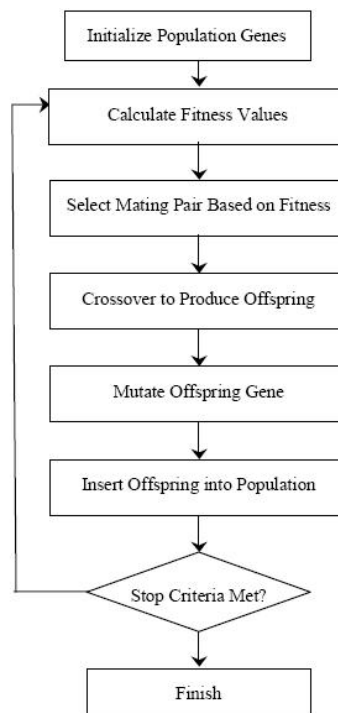 Initialize Population Genes
Calculate Fitness Values
Select Mating Pair Based on Fitness
Crossover to Produce Offspring
Mutate Offspring Gene
Insert Offspring into Population
Stop Criteria Met?
Finish